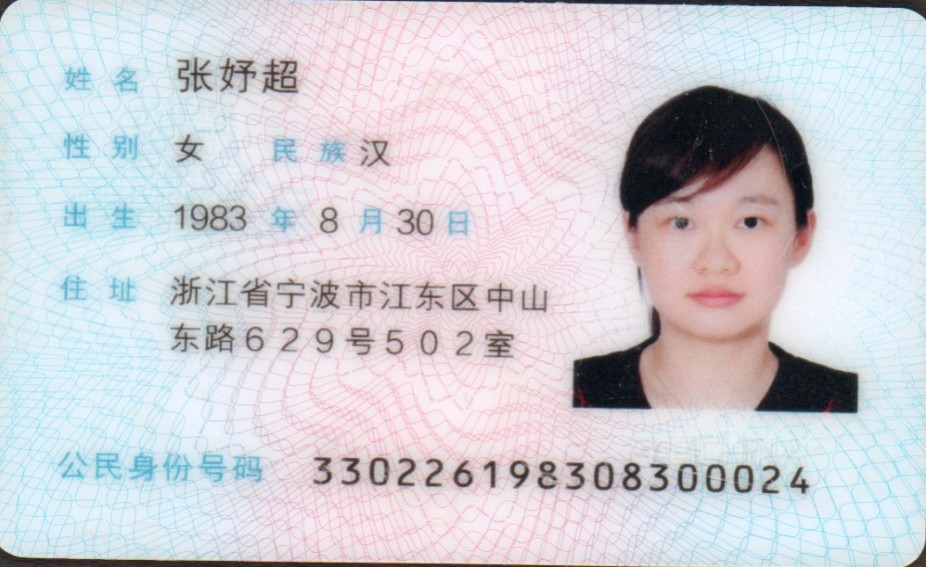 姓名 张妤超
性别 女 民族 汉
出生 1983 年 8 月 30 日
住址 浙江省宁波市江东区中山
东路629号502室
公民身份号码 330226198308300024